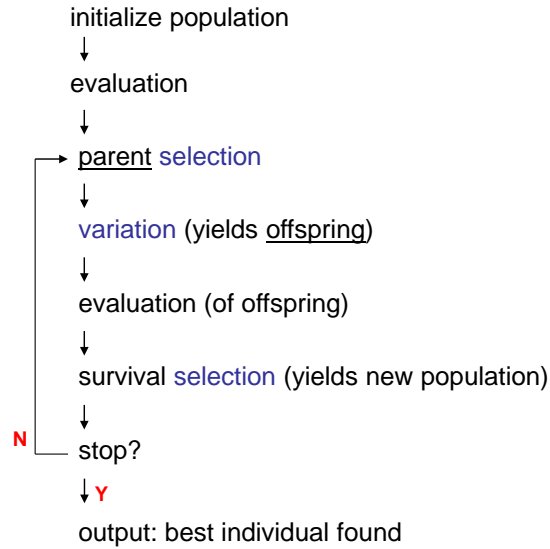 initialize population
evaluation
parent selection
variation (yields offspring)
evaluation (of offspring)
survival selection (yields new population)
N
stop?
Y
output: best individual found